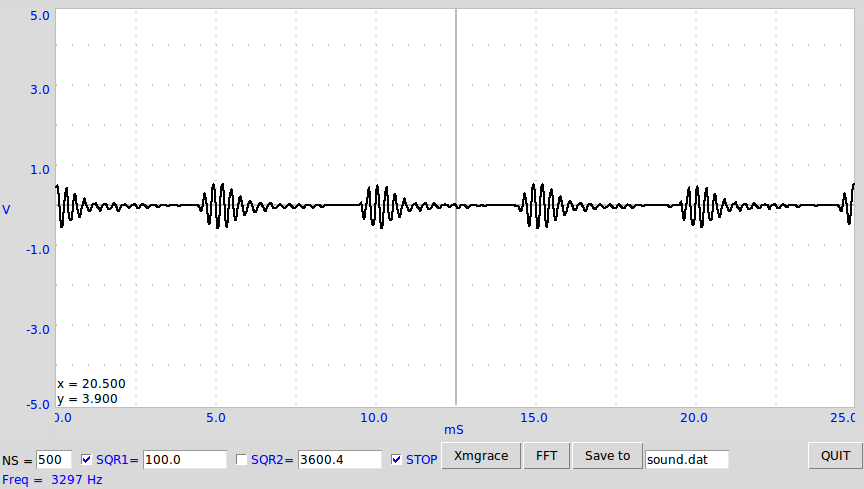 5.0
3.0
1.0
V
-1.0
-3.0
x = 20.500
y = 3.900
-5.0
0.0 5.0 10.0 15.0 20.0 25.0
mS
NS = 500 SQR1= 100.0 SQR2= 3600.4 STOP Xmgrace FFT Save to sound.dat QUIT
Freq = 3297 Hz